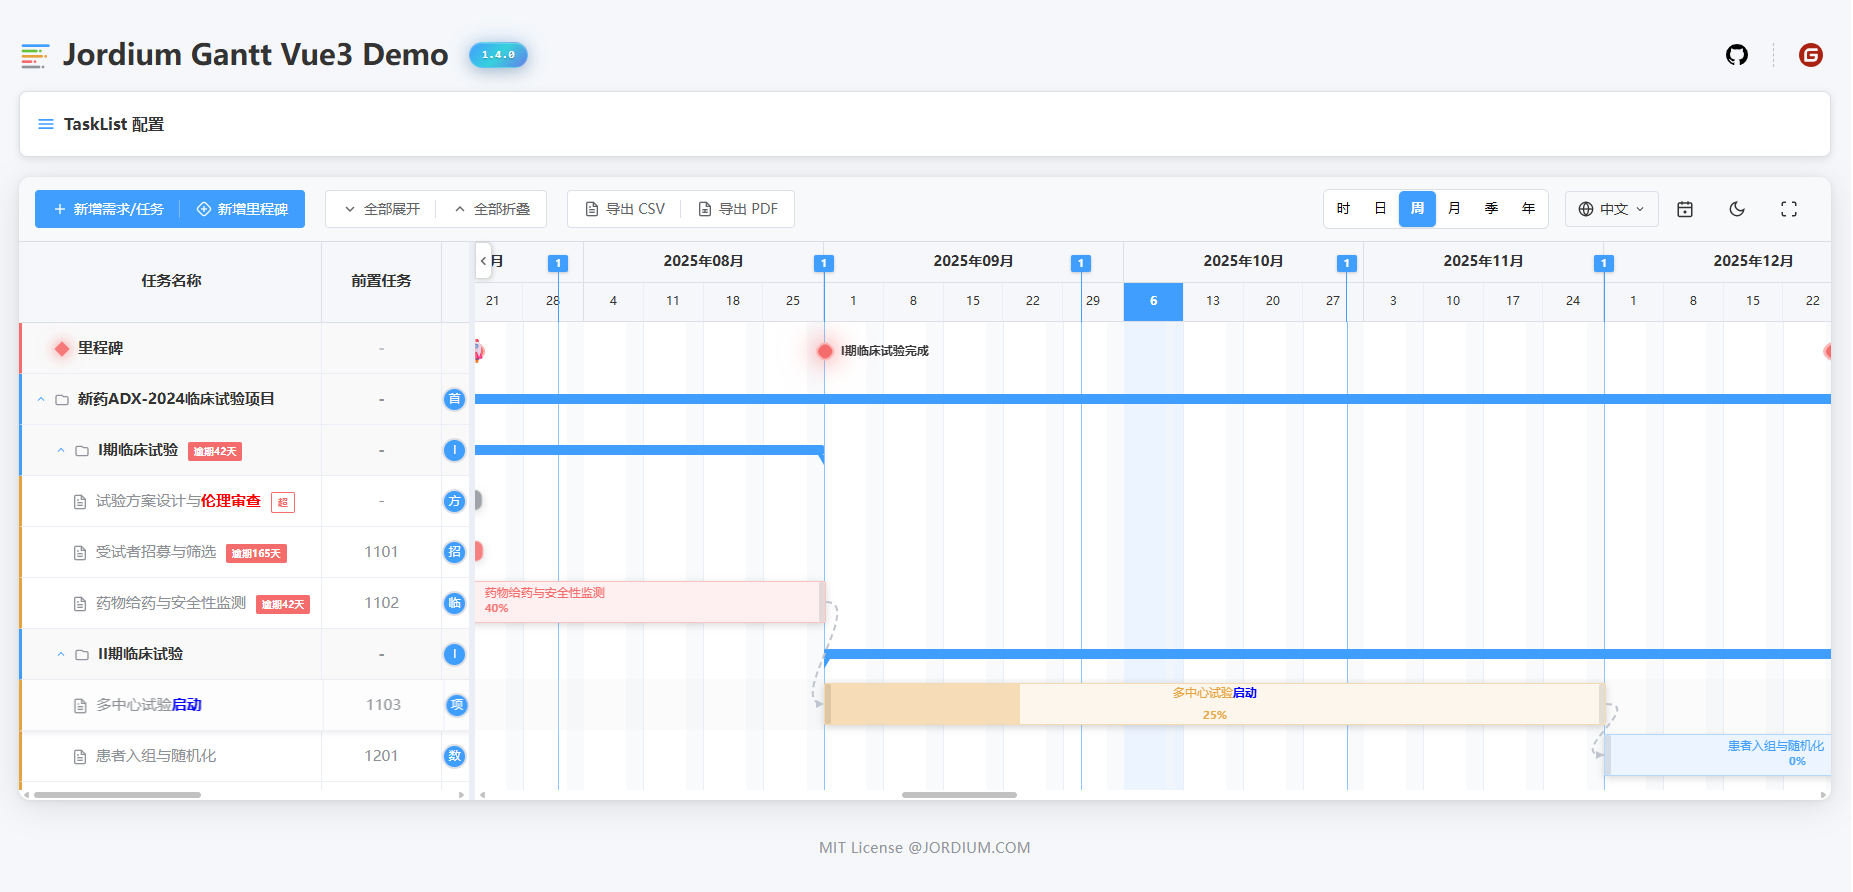 Jordium Gantt Vue3 Demo 1.4.0
TaskList 配置
新增需求/任务 新增里程碑 全部展开 全部折叠 导出 CSV 导出 PDF 时 日 周 月 季 年 中文
任务名称 前置任务
月 1 2025年08月 1 2025年09月 1 2025年10月 1 2025年11月 1 2025年12月
21 28 4 11 18 25 1 8 15 22 29 6 13 20 27 3 10 17 24 1 8 15 22
里程碑 - I期临床试验完成
新药ADX-2024临床试验项目 - 首
I期临床试验 逾期42天 - I
试验方案设计与伦理审查 超 - 方
受试者招募与筛选 逾期165天 1101 招
药物给药与安全性监测 逾期42天 1102 临
药物给药与安全性监测
40%
II期临床试验 - I
多中心试验启动 1103 项
多中心试验启动
25%
患者入组与随机化 1201 数
患者入组与随机化
0%
MIT License @JORDIUM.COM